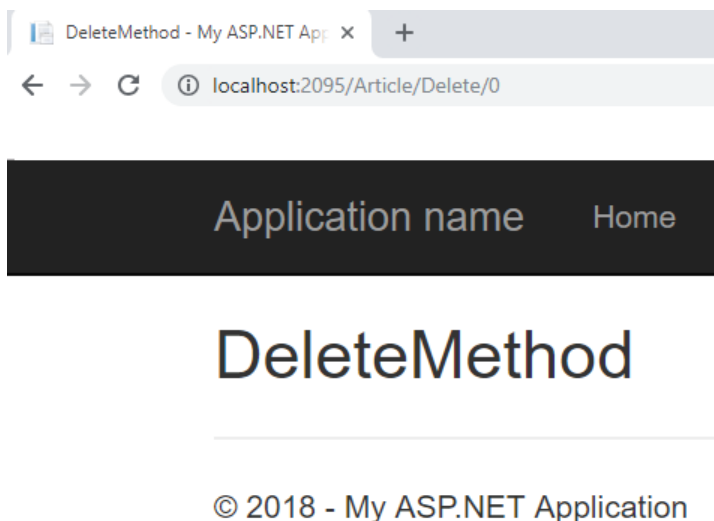 DeleteMethod - My ASP.NET App
localhost:2095/Article/Delete/0
Application name Home
DeleteMethod
© 2018 - My ASP.NET Application